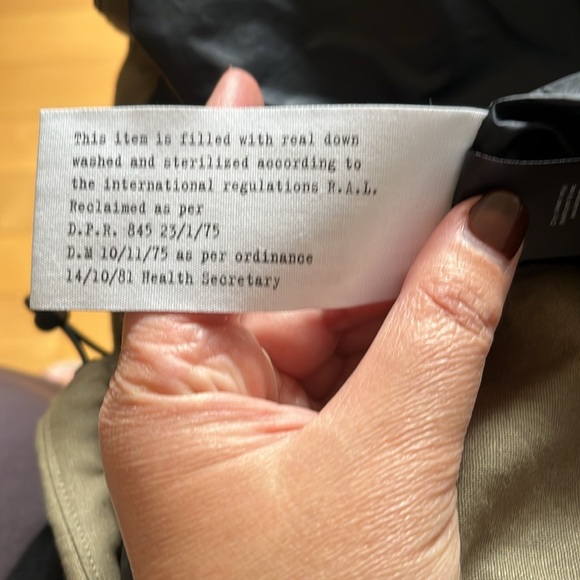 This item is filled with real down
washed and sterilized according to
the international regulations R.A.L.
Reclaimed as per
D.P.R. 845 23/1/75
D.M 10/11/75 as per ordinance
14/10/81 Health Secretary